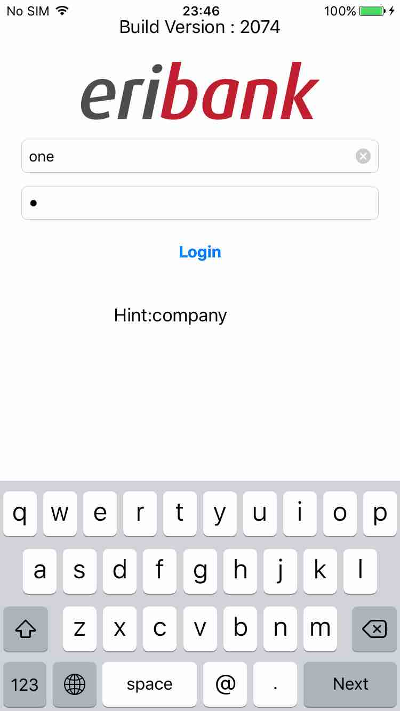 No SIM 23:46 100%
Build Version : 2074
eribank
one
●
Login
Hint:company
q w e r t y u i o p
a s d f g h j k l
z x c v b n m
123 space @ . Next